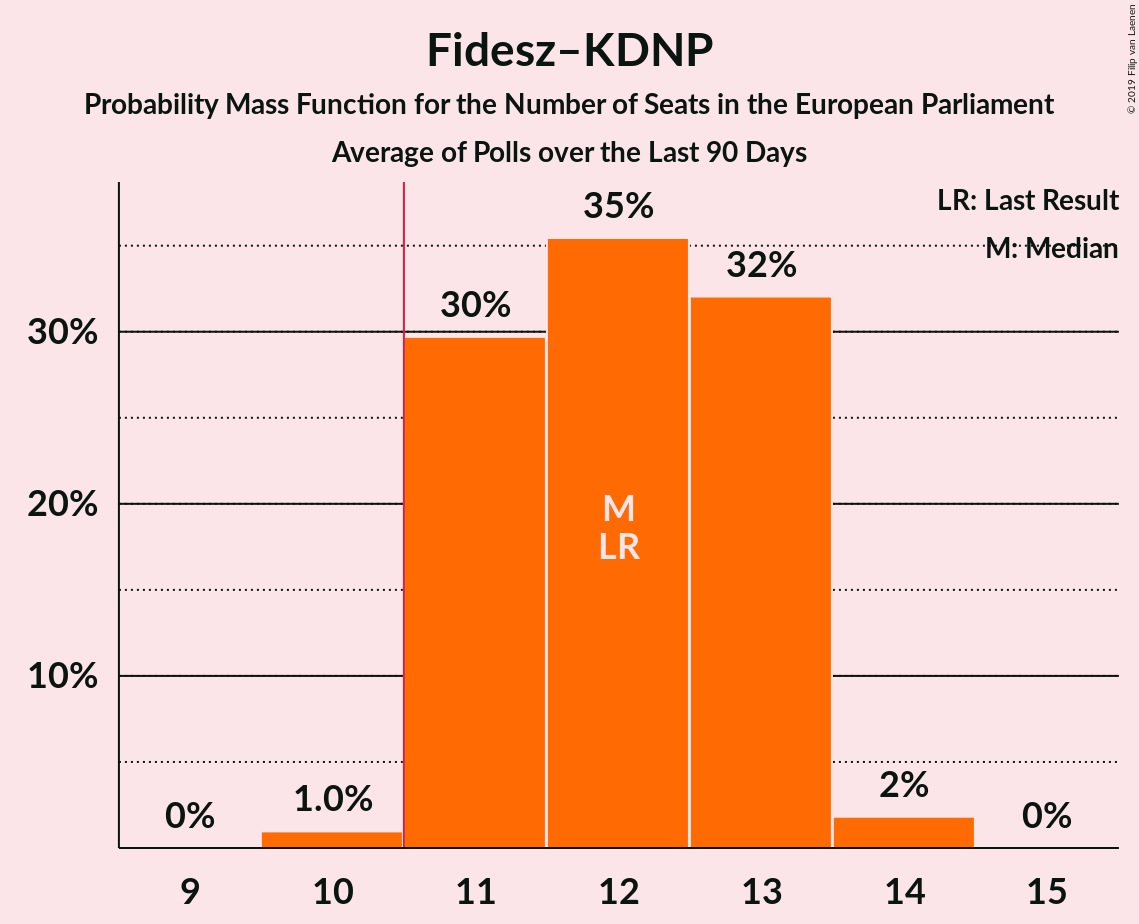 Fidesz–KDNP
Probability Mass Function for the Number of Seats in the European Parliament
Average of Polls over the Last 90 Days
© 2019 Filip van Laenen
LR: Last Result
M: Median
35%
32%
30%
30%
20%
10%
M
LR
0%
1.0%
2%
0%
9
10
11
12
13
14
15